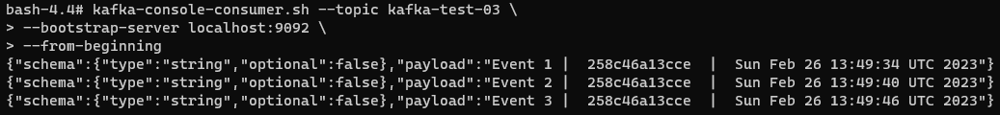 bash-4.4# kafka-console-consumer.sh --topic kafka-test-03 \
> --bootstrap-server localhost:9092 \
> --from-beginning
{"schema":{"type":"string","optional":false},"payload":"Event 1 |  258c46a13cce  |  Sun Feb 26 13:49:34 UTC 2023"}
{"schema":{"type":"string","optional":false},"payload":"Event 2 |  258c46a13cce  |  Sun Feb 26 13:49:40 UTC 2023"}
{"schema":{"type":"string","optional":false},"payload":"Event 3 |  258c46a13cce  |  Sun Feb 26 13:49:46 UTC 2023"}